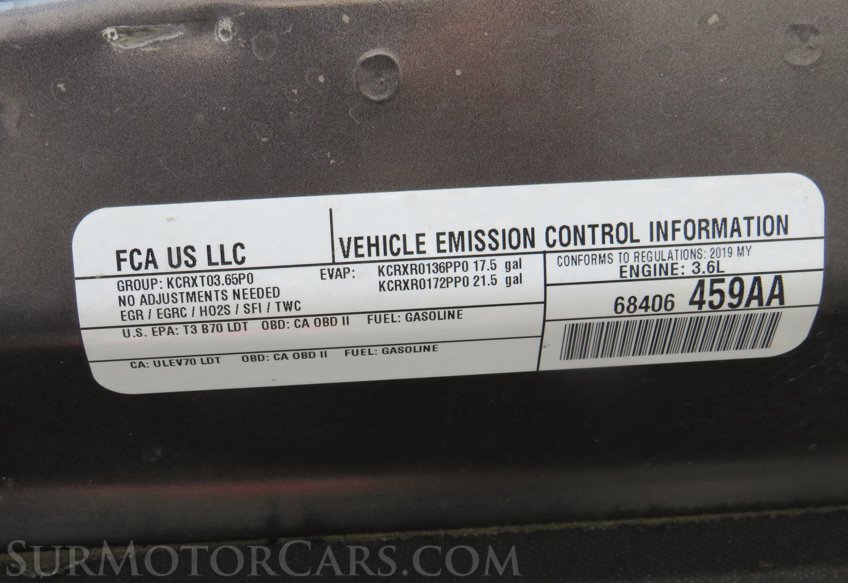 FCA US LLC
VEHICLE EMISSION CONTROL INFORMATION
GROUP: KCRXT03.65P0
NO ADJUSTMENTS NEEDED
EGR / EGRC / HO2S / SFI / TWC
EVAP: KCRXR0136PP0 17.5 gal
KCRXR0172PP0 21.5 gal
CONFORMS TO REGULATIONS: 2019 MY
ENGINE: 3.6L
68406 459AA
U.S. EPA: T3 B70 LDT OBD: CA OBD II FUEL: GASOLINE
CA: ULEV70 LDT OBD: CA OBD II FUEL: GASOLINE
SURMOTORCARS.COM